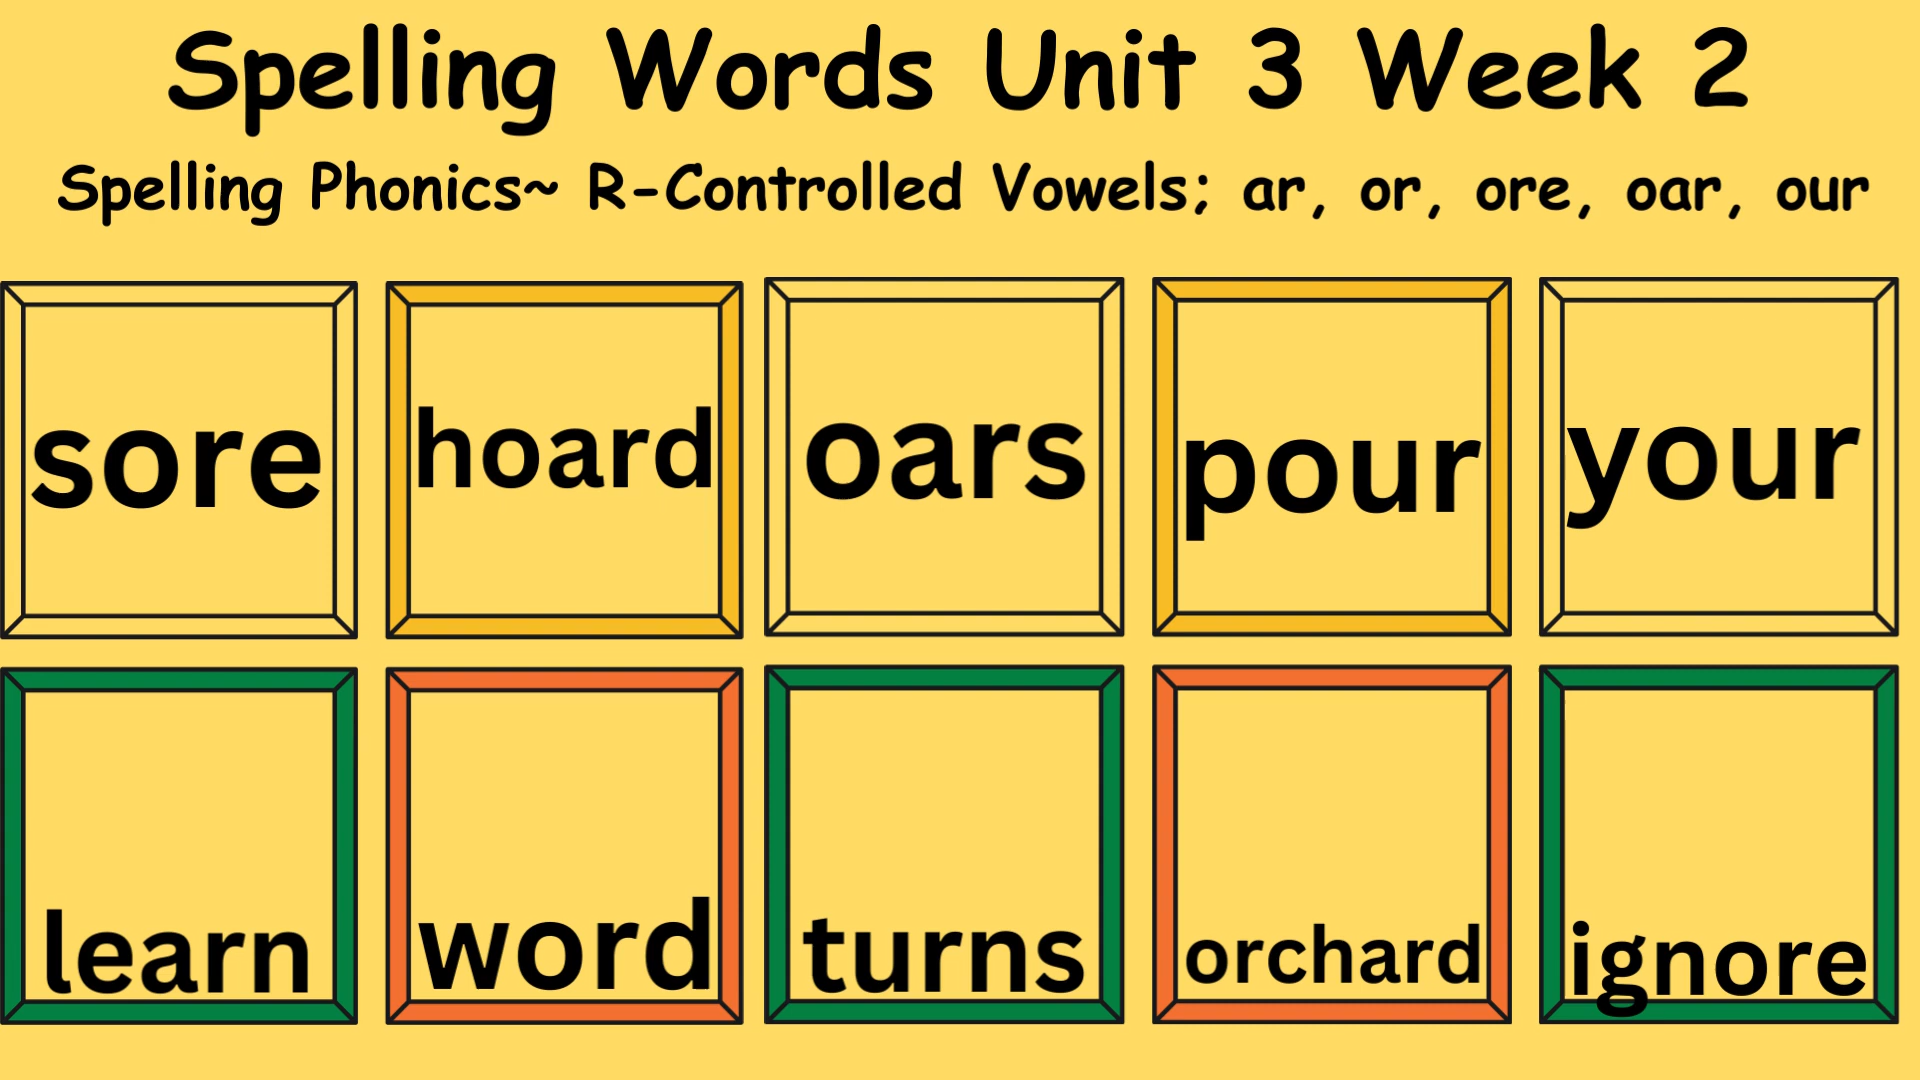 Spelling Words Unit 3 Week 2
Spelling Phonics~ R-Controlled Vowels; ar, or, ore, oar, our
sore hoard oars pour your
learn word turns orchard ignore